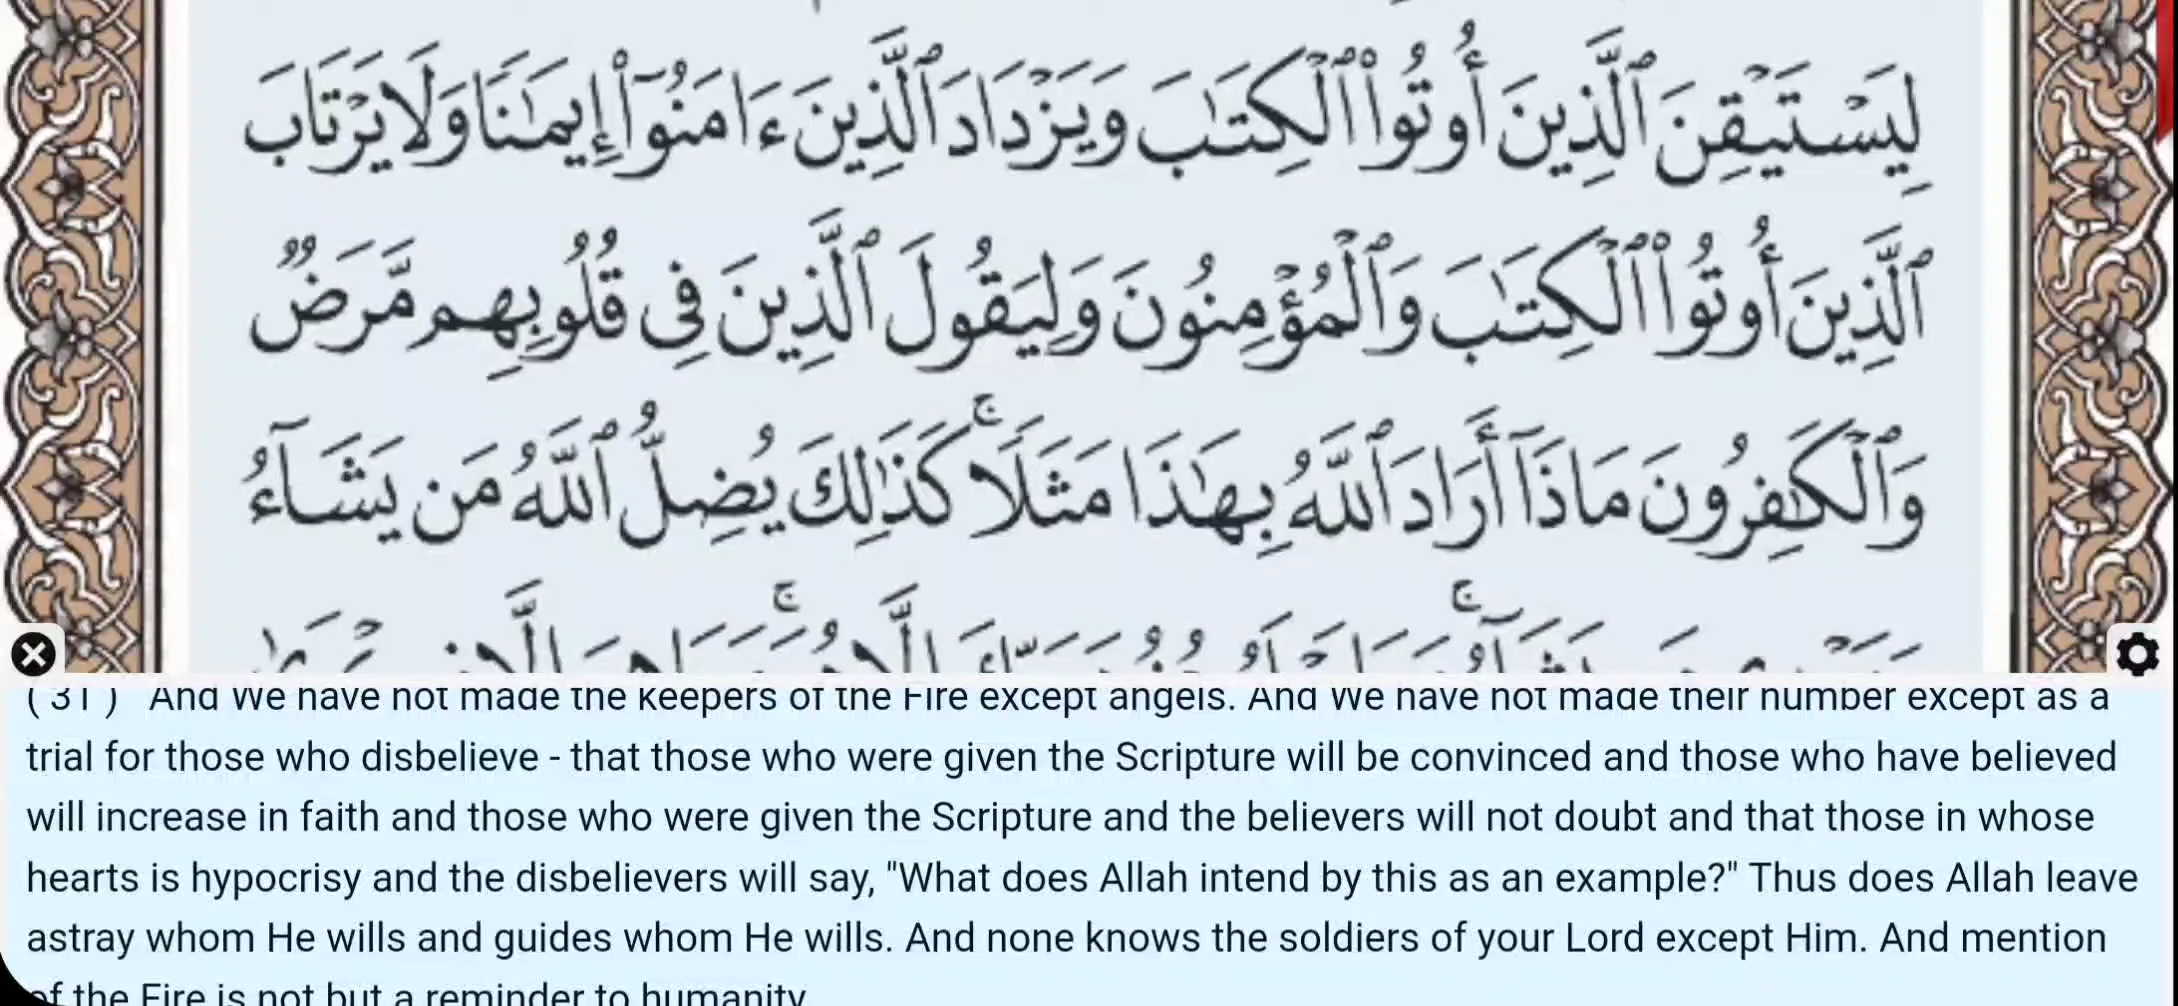 لِيَسْتَيْقِنَ ٱلَّذِينَ أُوتُوا۟ ٱلْكِتَـٰبَ وَيَزْدَادَ ٱلَّذِينَ ءَامَنُوٓا۟ إِيمَـٰنًا وَلَا يَرْتَابَ
ٱلَّذِينَ أُوتُوا۟ ٱلْكِتَـٰبَ وَٱلْمُؤْمِنُونَ وَلِيَقُولَ ٱلَّذِينَ فِى قُلُوبِهِم مَّرَضٌ
وَٱلْكَـٰفِرُونَ مَاذَآ أَرَادَ ٱللَّهُ بِهَـٰذَا مَثَلًا ۚ كَذَٰلِكَ يُضِلُّ ٱللَّهُ مَن يَشَآءُ
( 31 ) And We have not made the keepers of the Fire except angels. And We have not made their number except as a
trial for those who disbelieve - that those who were given the Scripture will be convinced and those who have believed
will increase in faith and those who were given the Scripture and the believers will not doubt and that those in whose
hearts is hypocrisy and the disbelievers will say, "What does Allah intend by this as an example?" Thus does Allah leave
astray whom He wills and guides whom He wills. And none knows the soldiers of your Lord except Him. And mention
of the Fire is not but a reminder to humanity